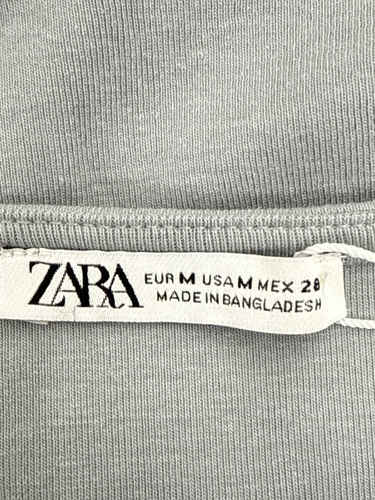 ZARA
EUR M USA M MEX 28
MADE IN BANGLADESH